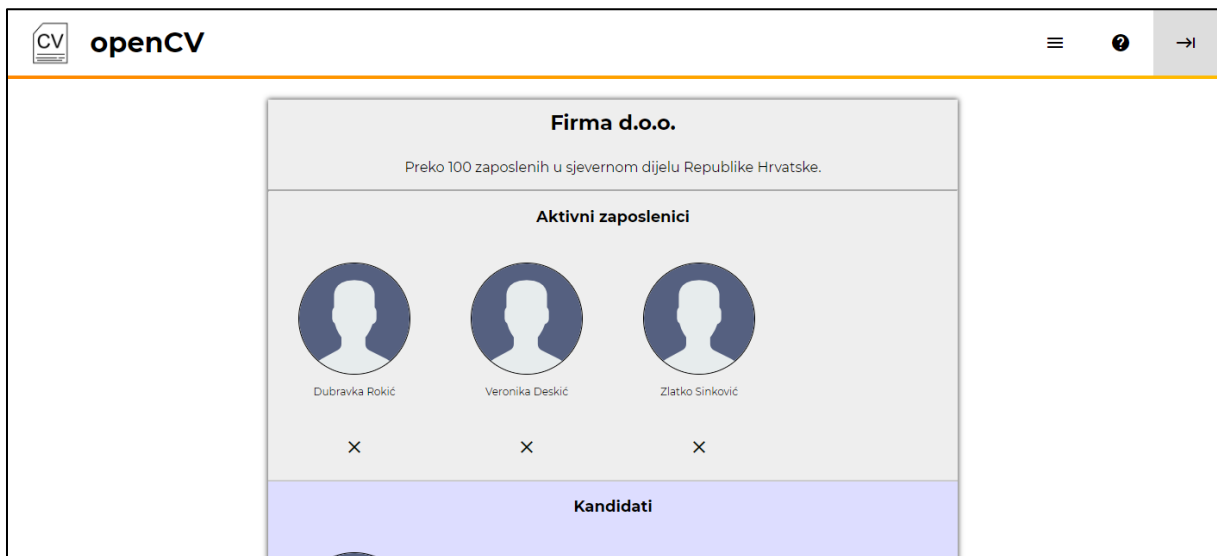 CV openCV
Firma d.o.o.
Preko 100 zaposlenih u sjevernom dijelu Republike Hrvatske.
Aktivni zaposlenici
Dubravka Rokić Veronika Deskić Zlatko Sinković
Kandidati